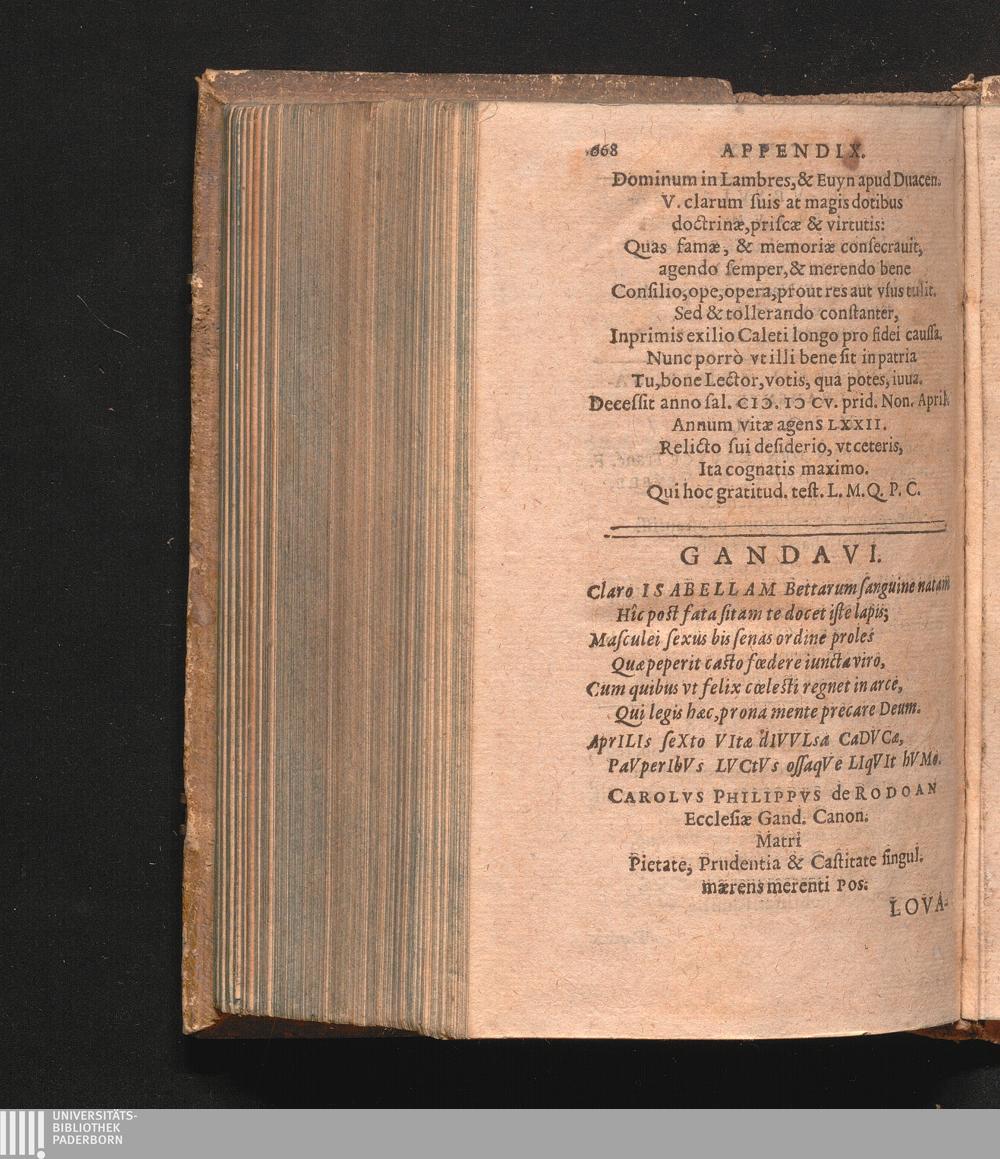 668 APPENDIX.
Dominum in Lambres, & Euyn apud Duacen.
V. clarum ſuis at magis dotibus
doctrinæ, priſcæ & virtutis:
Quas famæ, & memoriæ conſecrauit,
agendo ſemper, & merendo bene
Conſilio, ope, opera, prout res aut vſus tulit.
Sed & tollerando conſtanter,
Inprimis exilio Caleti longo pro fidei cauſſa.
Nunc porrò vt illi bene ſit in patria
Tu, bone Lector, votis, qua potes, iuua.
Deceſſit anno ſal. CIↃ. IↃ CV. prid. Non. April.
Annum vitæ agens LXXII.
Relicto ſui deſiderio, vt ceteris,
Ita cognatis maximo.
Qui hoc gratitud. teſt. L. M. Q. P. C.
GANDAVI.
Claro ISABELLAM Bettarum ſanguine natam
Hîc poſt fata ſitam te docet iſte lapis;
Maſculei ſexus bis ſenas ordine proles
Quæ peperit caſto fœdere iuncta viro,
Cum quibus vt felix cœleſti regnet in arce,
Qui legis hæc, prona mente precare Deum.
AprILIs ſeXto VItæ dIVVLsa CaDVCæ,
PaVperIbVs LVCtVs oſſaqVe LIqVIt hVMo.
CAROLVS PHILIPPVS de RODOAN
Eccleſiæ Gand. Canon.
Matri
Pietate, Prudentia & Caſtitate ſingul.
mærens merenti Pos.
LOVA-
UNIVERSITÄTS-
BIBLIOTHEK
PADERBORN